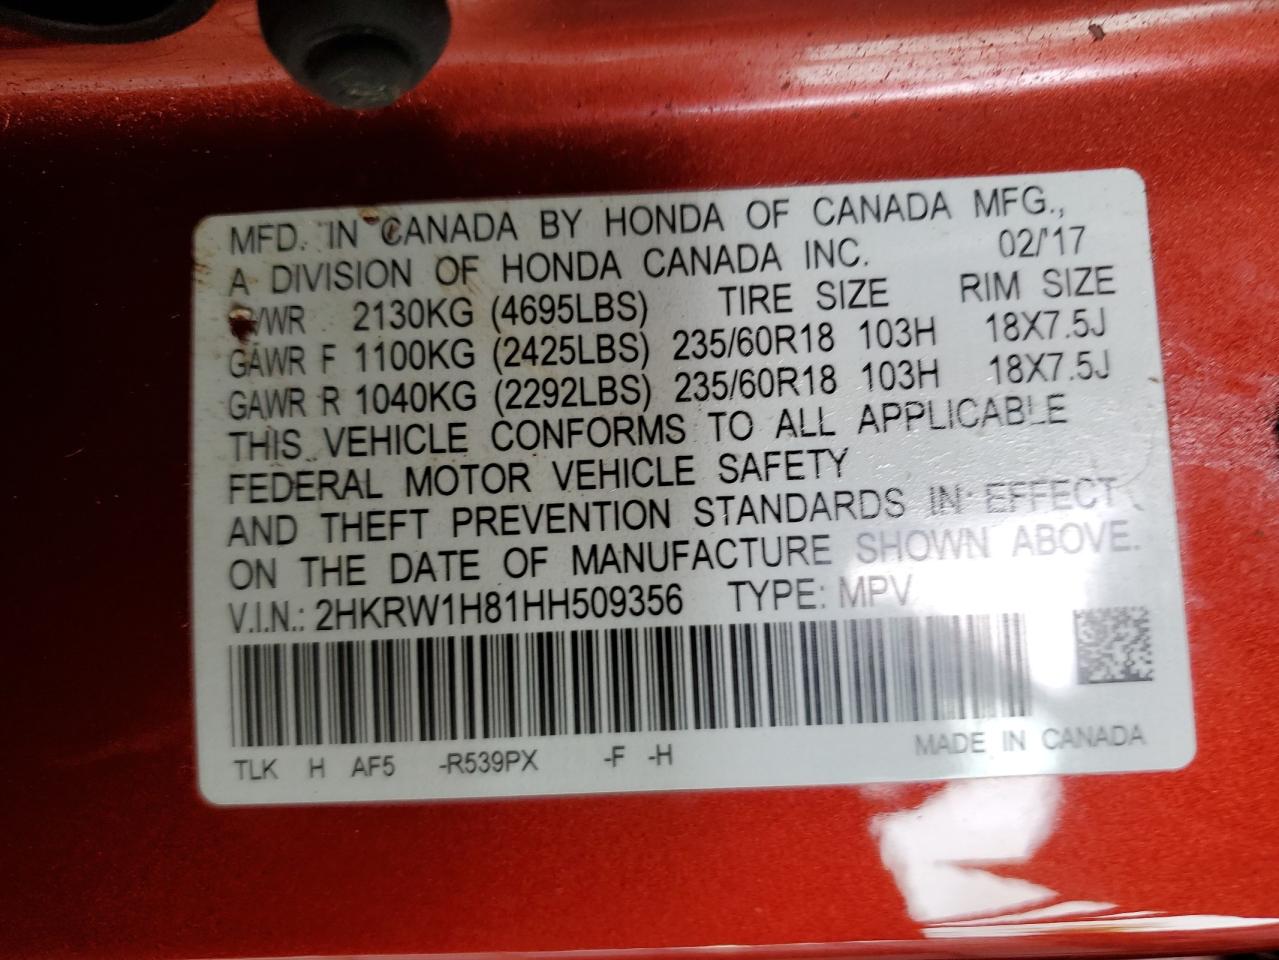 MFD. IN CANADA BY HONDA OF CANADA MFG.,
A DIVISION OF HONDA CANADA INC. 02/'17
GVWR 2130KG (4695LBS) TIRE SIZE RIM SIZE
GAWR F 1100KG (2425LBS) 235/60R18 103H 18X7.5J
GAWR R 1040KG (2292LBS) 235/60R18 103H 18X7.5J
THIS VEHICLE CONFORMS TO ALL APPLICABLE
FEDERAL MOTOR VEHICLE SAFETY
AND THEFT PREVENTION STANDARDS IN EFFECT
ON THE DATE OF MANUFACTURE SHOWN ABOVE.
V.I.N.: 2HKRW1H81HH509356 TYPE: MPV
TLK H AF5 -R539PX -F -H MADE IN CANADA